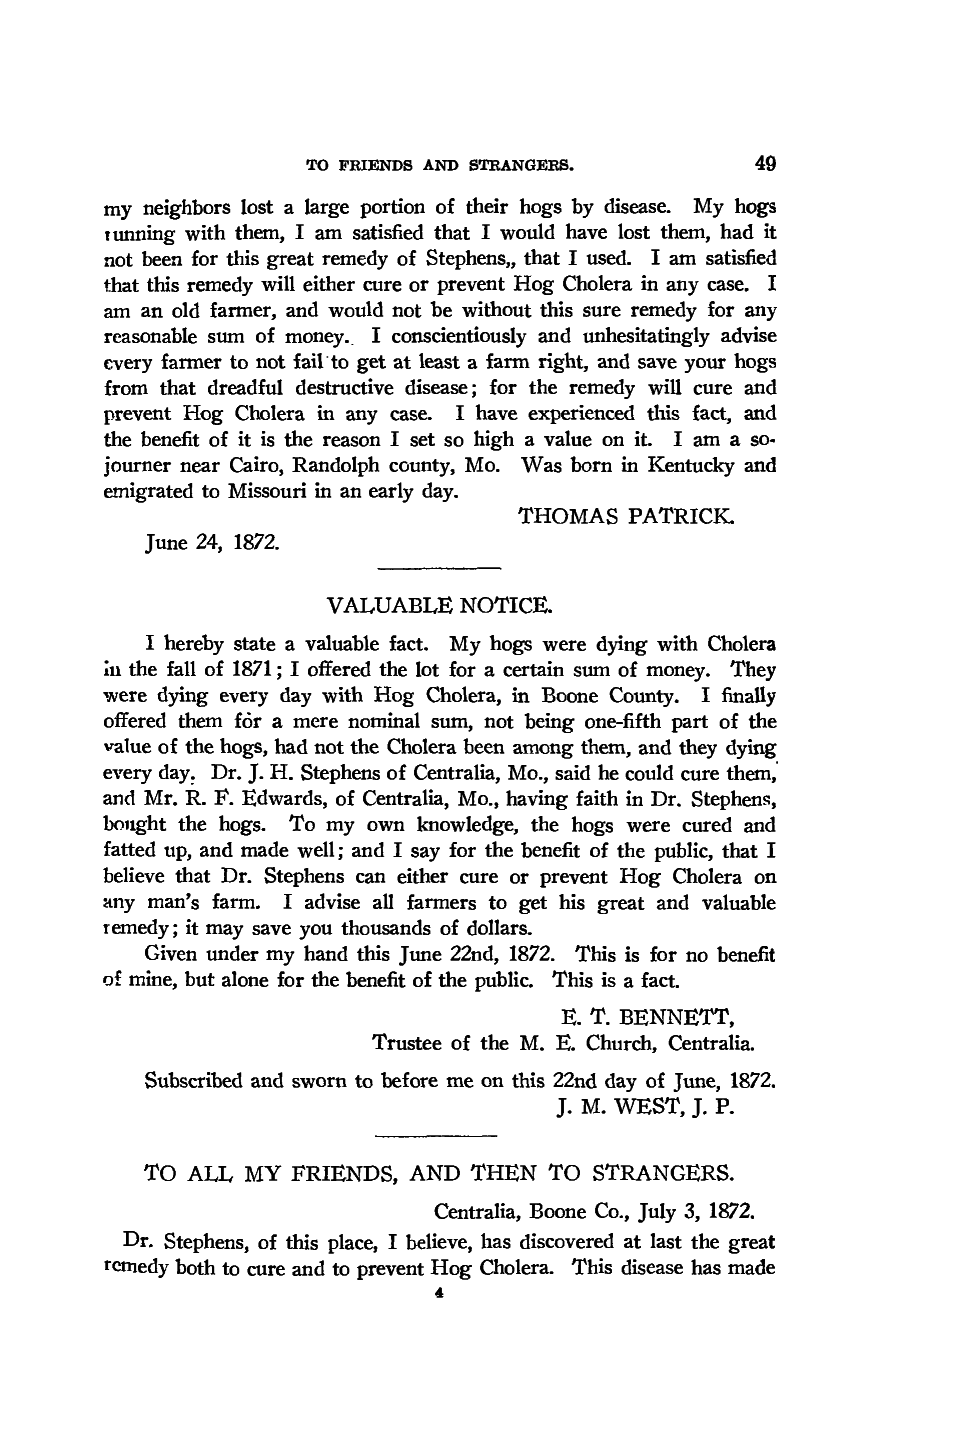 TO FRIENDS AND STRANGERS. 49
my neighbors lost a large portion of their hogs by disease. My hogs
running with them, I am satisfied that I would have lost them, had it
not been for this great remedy of Stephens,, that I used. I am satisfied
that this remedy will either cure or prevent Hog Cholera in any case. I
am an old farmer, and would not be without this sure remedy for any
reasonable sum of money. I conscientiously and unhesitatingly advise
every farmer to not fail to get at least a farm right, and save your hogs
from that dreadful destructive disease; for the remedy will cure and
prevent Hog Cholera in any case. I have experienced this fact, and
the benefit of it is the reason I set so high a value on it. I am a so-
journer near Cairo, Randolph county, Mo. Was born in Kentucky and
emigrated to Missouri in an early day.
THOMAS PATRICK.
June 24, 1872.
VALUABLE NOTICE.
I hereby state a valuable fact. My hogs were dying with Cholera
in the fall of 1871; I offered the lot for a certain sum of money. They
were dying every day with Hog Cholera, in Boone County. I finally
offered them for a mere nominal sum, not being one-fifth part of the
value of the hogs, had not the Cholera been among them, and they dying
every day. Dr. J. H. Stephens of Centralia, Mo., said he could cure them,
and Mr. R. F. Edwards, of Centralia, Mo., having faith in Dr. Stephens,
bought the hogs. To my own knowledge, the hogs were cured and
fatted up, and made well; and I say for the benefit of the public, that I
believe that Dr. Stephens can either cure or prevent Hog Cholera on
any man's farm. I advise all farmers to get his great and valuable
remedy; it may save you thousands of dollars.
Given under my hand this June 22nd, 1872. This is for no benefit
of mine, but alone for the benefit of the public. This is a fact.
E. T. BENNETT,
Trustee of the M. E. Church, Centralia.
Subscribed and sworn to before me on this 22nd day of June, 1872.
J. M. WEST, J. P.
TO ALL MY FRIENDS, AND THEN TO STRANGERS.
Centralia, Boone Co., July 3, 1872.
Dr. Stephens, of this place, I believe, has discovered at last the great
remedy both to cure and to prevent Hog Cholera. This disease has made
4